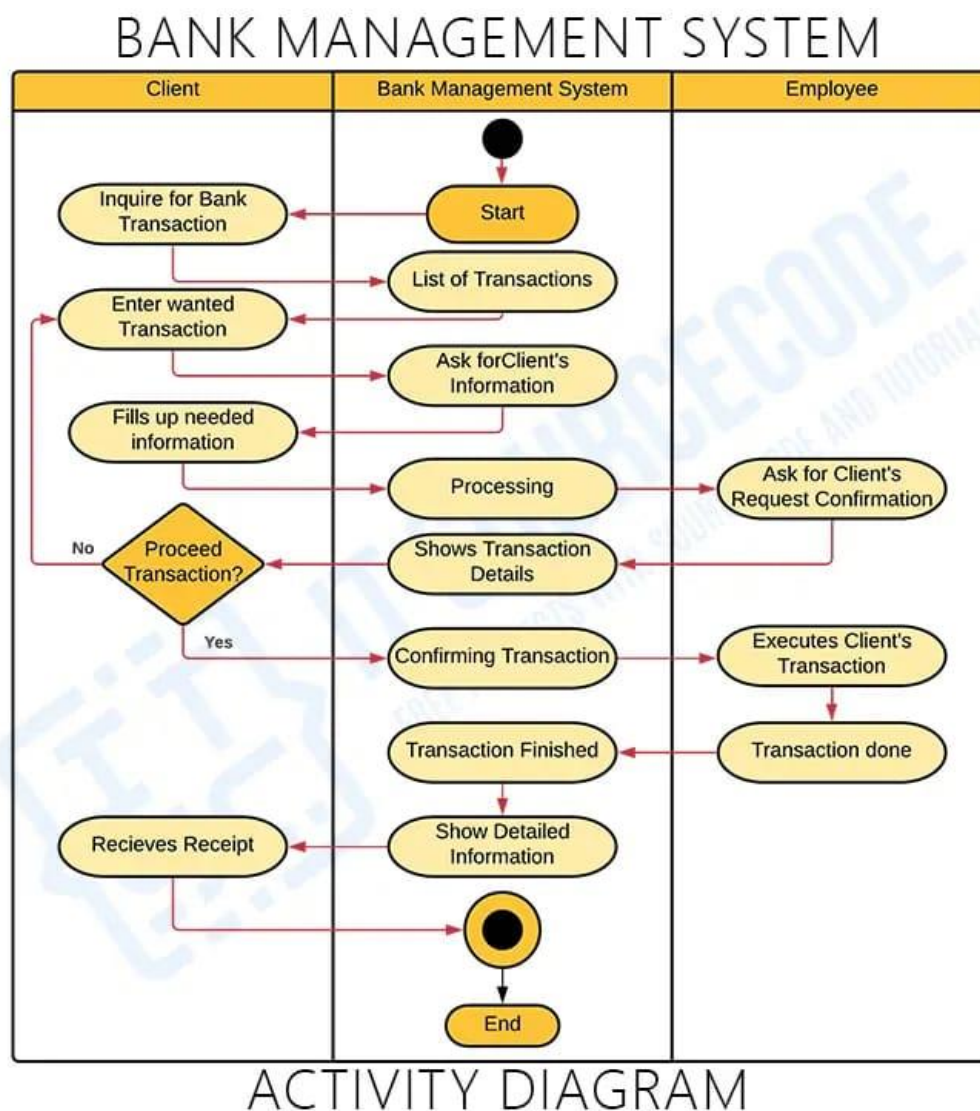 BANK MANAGEMENT SYSTEM
Client
Bank Management System
Employee
Start
Inquire for Bank
Transaction
List of Transactions
Enter wanted
Transaction
Ask forClient's
Information
Fills up needed
information
Processing
Ask for Client's
Request Confirmation
Shows Transaction
Details
Proceed
Transaction?
No
Yes
Confirming Transaction
Executes Client's
Transaction
Transaction done
Transaction Finished
Show Detailed
Information
Recieves Receipt
End
ACTIVITY DIAGRAM